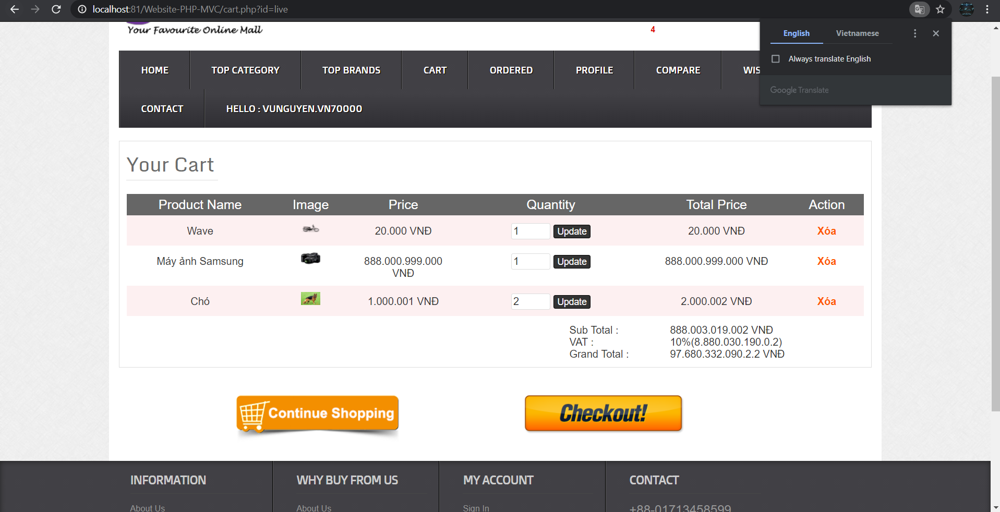 localhost:81/Website-PHP-MVC/cart.php?id=live
Your Favourite Online Mall
4
English Vietnamese
Always translate English
Google Translate
HOME TOP CATEGORY TOP BRANDS CART ORDERED PROFILE COMPARE WIS
CONTACT HELLO : VUNGUYEN.VN70000
Your Cart
Product Name Image Price Quantity Total Price Action
Wave 20.000 VNĐ 1 Update 20.000 VNĐ Xóa
Máy ảnh Samsung 888.000.999.000 1 Update 888.000.999.000 VNĐ Xóa
VNĐ
Chó 1.000.001 VNĐ 2 Update 2.000.002 VNĐ Xóa
Sub Total : 888.003.019.002 VNĐ
VAT : 10%(8.880.030.190.0.2)
Grand Total : 97.680.332.090.2.2 VNĐ
Continue Shopping Checkout!
INFORMATION WHY BUY FROM US MY ACCOUNT CONTACT
About Us About Us Sign In +88-01713458599